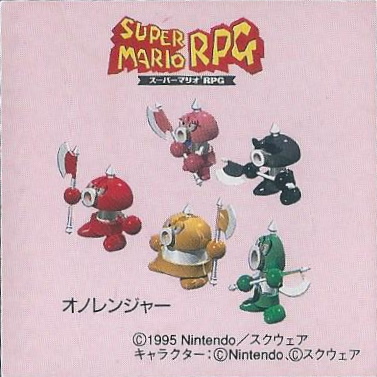 SUPER
MARIO RPG
スーパーマリオRPG
オノレンジャー
©1995 Nintendo／スクウェア
キャラクター：©Nintendo、©スクウェア